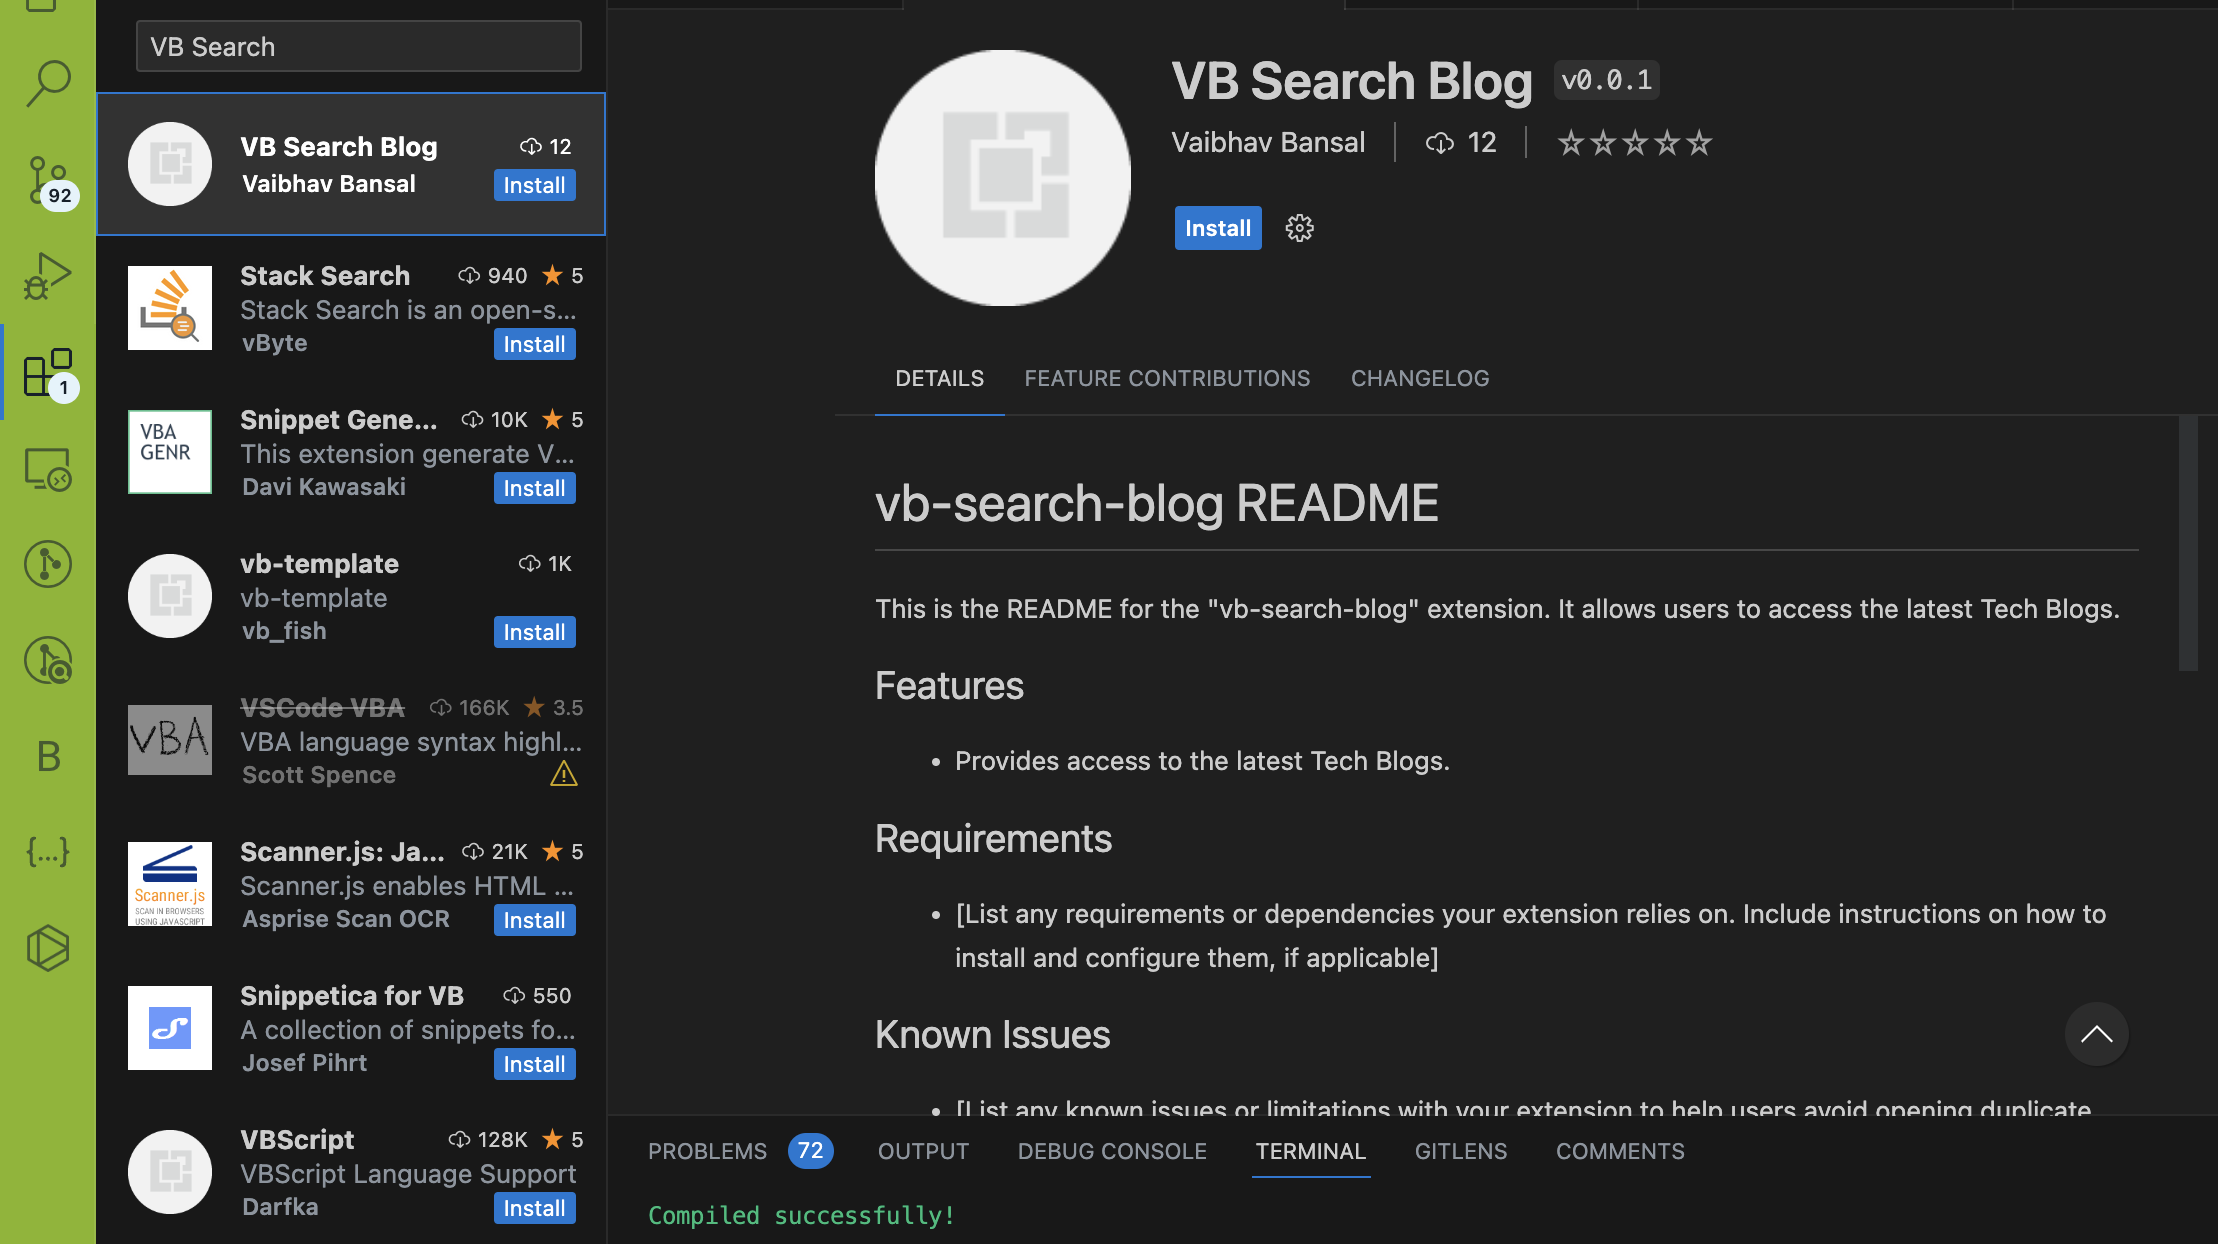 VB Search
VB Search Blog 12
Vaibhav Bansal Install
Stack Search 940 5
Stack Search is an open-s...
vByte Install
VBA
GENR
Snippet Gene... 10K 5
This extension generate V...
Davi Kawasaki Install
vb-template 1K
vb-template
vb_fish Install
VBA
VSCode VBA 166K 3.5
VBA language syntax highl...
Scott Spence
Scanner.js
SCAN IN BROWSERS
USING JAVASCRIPT
Scanner.js: Ja... 21K 5
Scanner.js enables HTML ...
Asprise Scan OCR Install
Snippetica for VB 550
A collection of snippets fo...
Josef Pihrt Install
VBScript 128K 5
VBScript Language Support
Darfka Install
92
1
B
{...}
VB Search Blog v0.0.1
Vaibhav Bansal 12
Install
DETAILS FEATURE CONTRIBUTIONS CHANGELOG
vb-search-blog README
This is the README for the "vb-search-blog" extension. It allows users to access the latest Tech Blogs.
Features
• Provides access to the latest Tech Blogs.
Requirements
• [List any requirements or dependencies your extension relies on. Include instructions on how to
install and configure them, if applicable]
Known Issues
• [List any known issues or limitations with your extension to help users avoid opening duplicate
PROBLEMS 72 OUTPUT DEBUG CONSOLE TERMINAL GITLENS COMMENTS
Compiled successfully!